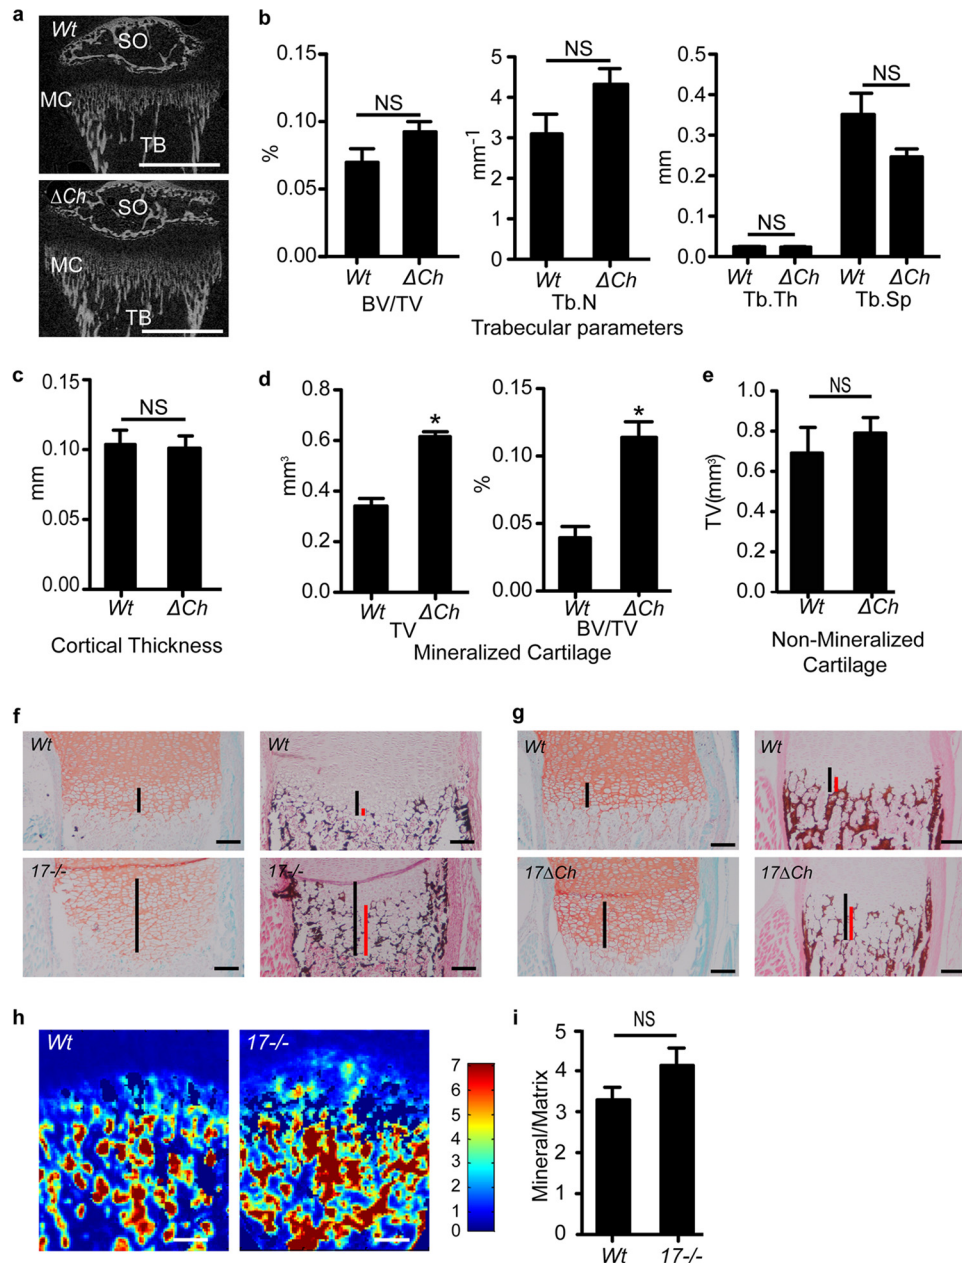 a
Wt
SO
MC
TB
ΔCh
SO
MC
TB
b
0.15
0.10
0.05
0.00
%
NS
Wt
ΔCh
BV/TV
5
4
3
2
1
0
mm-1
NS
Wt
ΔCh
Tb.N
0.5
0.4
0.3
0.2
0.1
0.0
mm
NS
NS
Wt
ΔCh
Wt
ΔCh
Tb.Th
Tb.Sp
Trabecular parameters
c
0.15
0.10
0.05
0.00
mm
NS
Wt
ΔCh
Cortical Thickness
d
0.8
0.6
0.4
0.2
0.0
mm3
*
Wt
ΔCh
TV
0.15
0.10
0.05
0.00
%
*
Wt
ΔCh
BV/TV
Mineralized Cartilage
e
1.0
0.8
0.6
0.4
0.2
0.0
TV(mm3)
NS
Wt
ΔCh
Non-Mineralized
Cartilage
f
Wt
Wt
17-/-
17-/-
g
Wt
Wt
17ΔCh
17ΔCh
h
Wt
17-/-
7
6
5
4
3
2
1
0
i
5
4
3
2
1
0
Mineral/Matrix
NS
Wt
17-/-